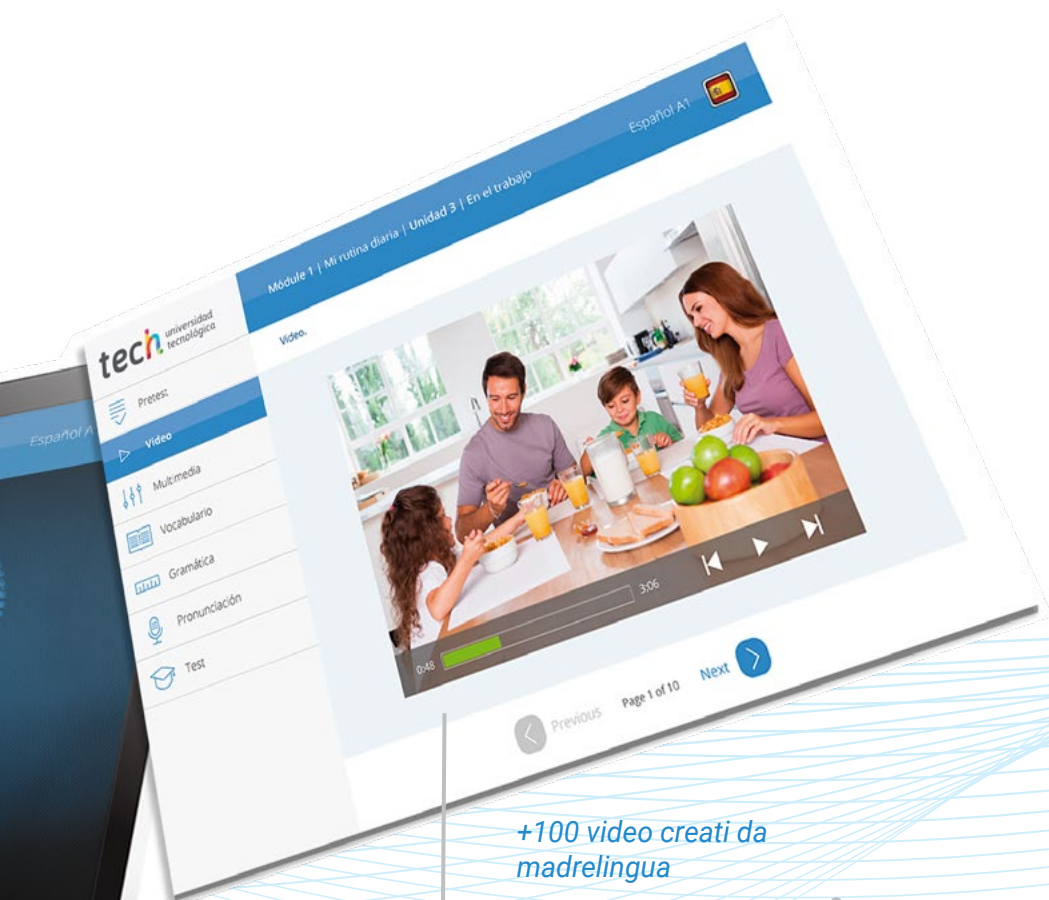 Español A1
Módule 1 | Mi rutina diaria | Unidad 3 | En el trabajo
tech universidad
tecnológica
Video.
Pretest
Video
Multimedia
Vocabulario
Gramática
Pronunciación
Test
Español A
0:48
3:06
Previous
Page 1 of 10
Next
+100 video creati da
madrelingua